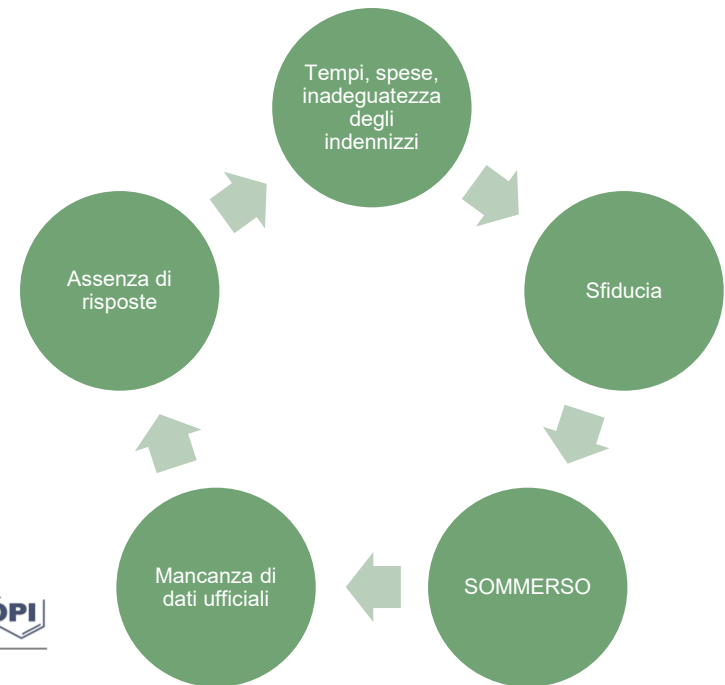 Tempi, spese,
inadeguatezza
degli
indennizzi
Sfiducia
SOMMERSO
Mancanza di
dati ufficiali
Assenza di
risposte